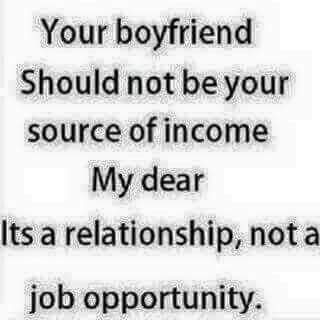 Your boyfriend
Should not be your
source of income
My dear
Its a relationship, not a
job opportunity.